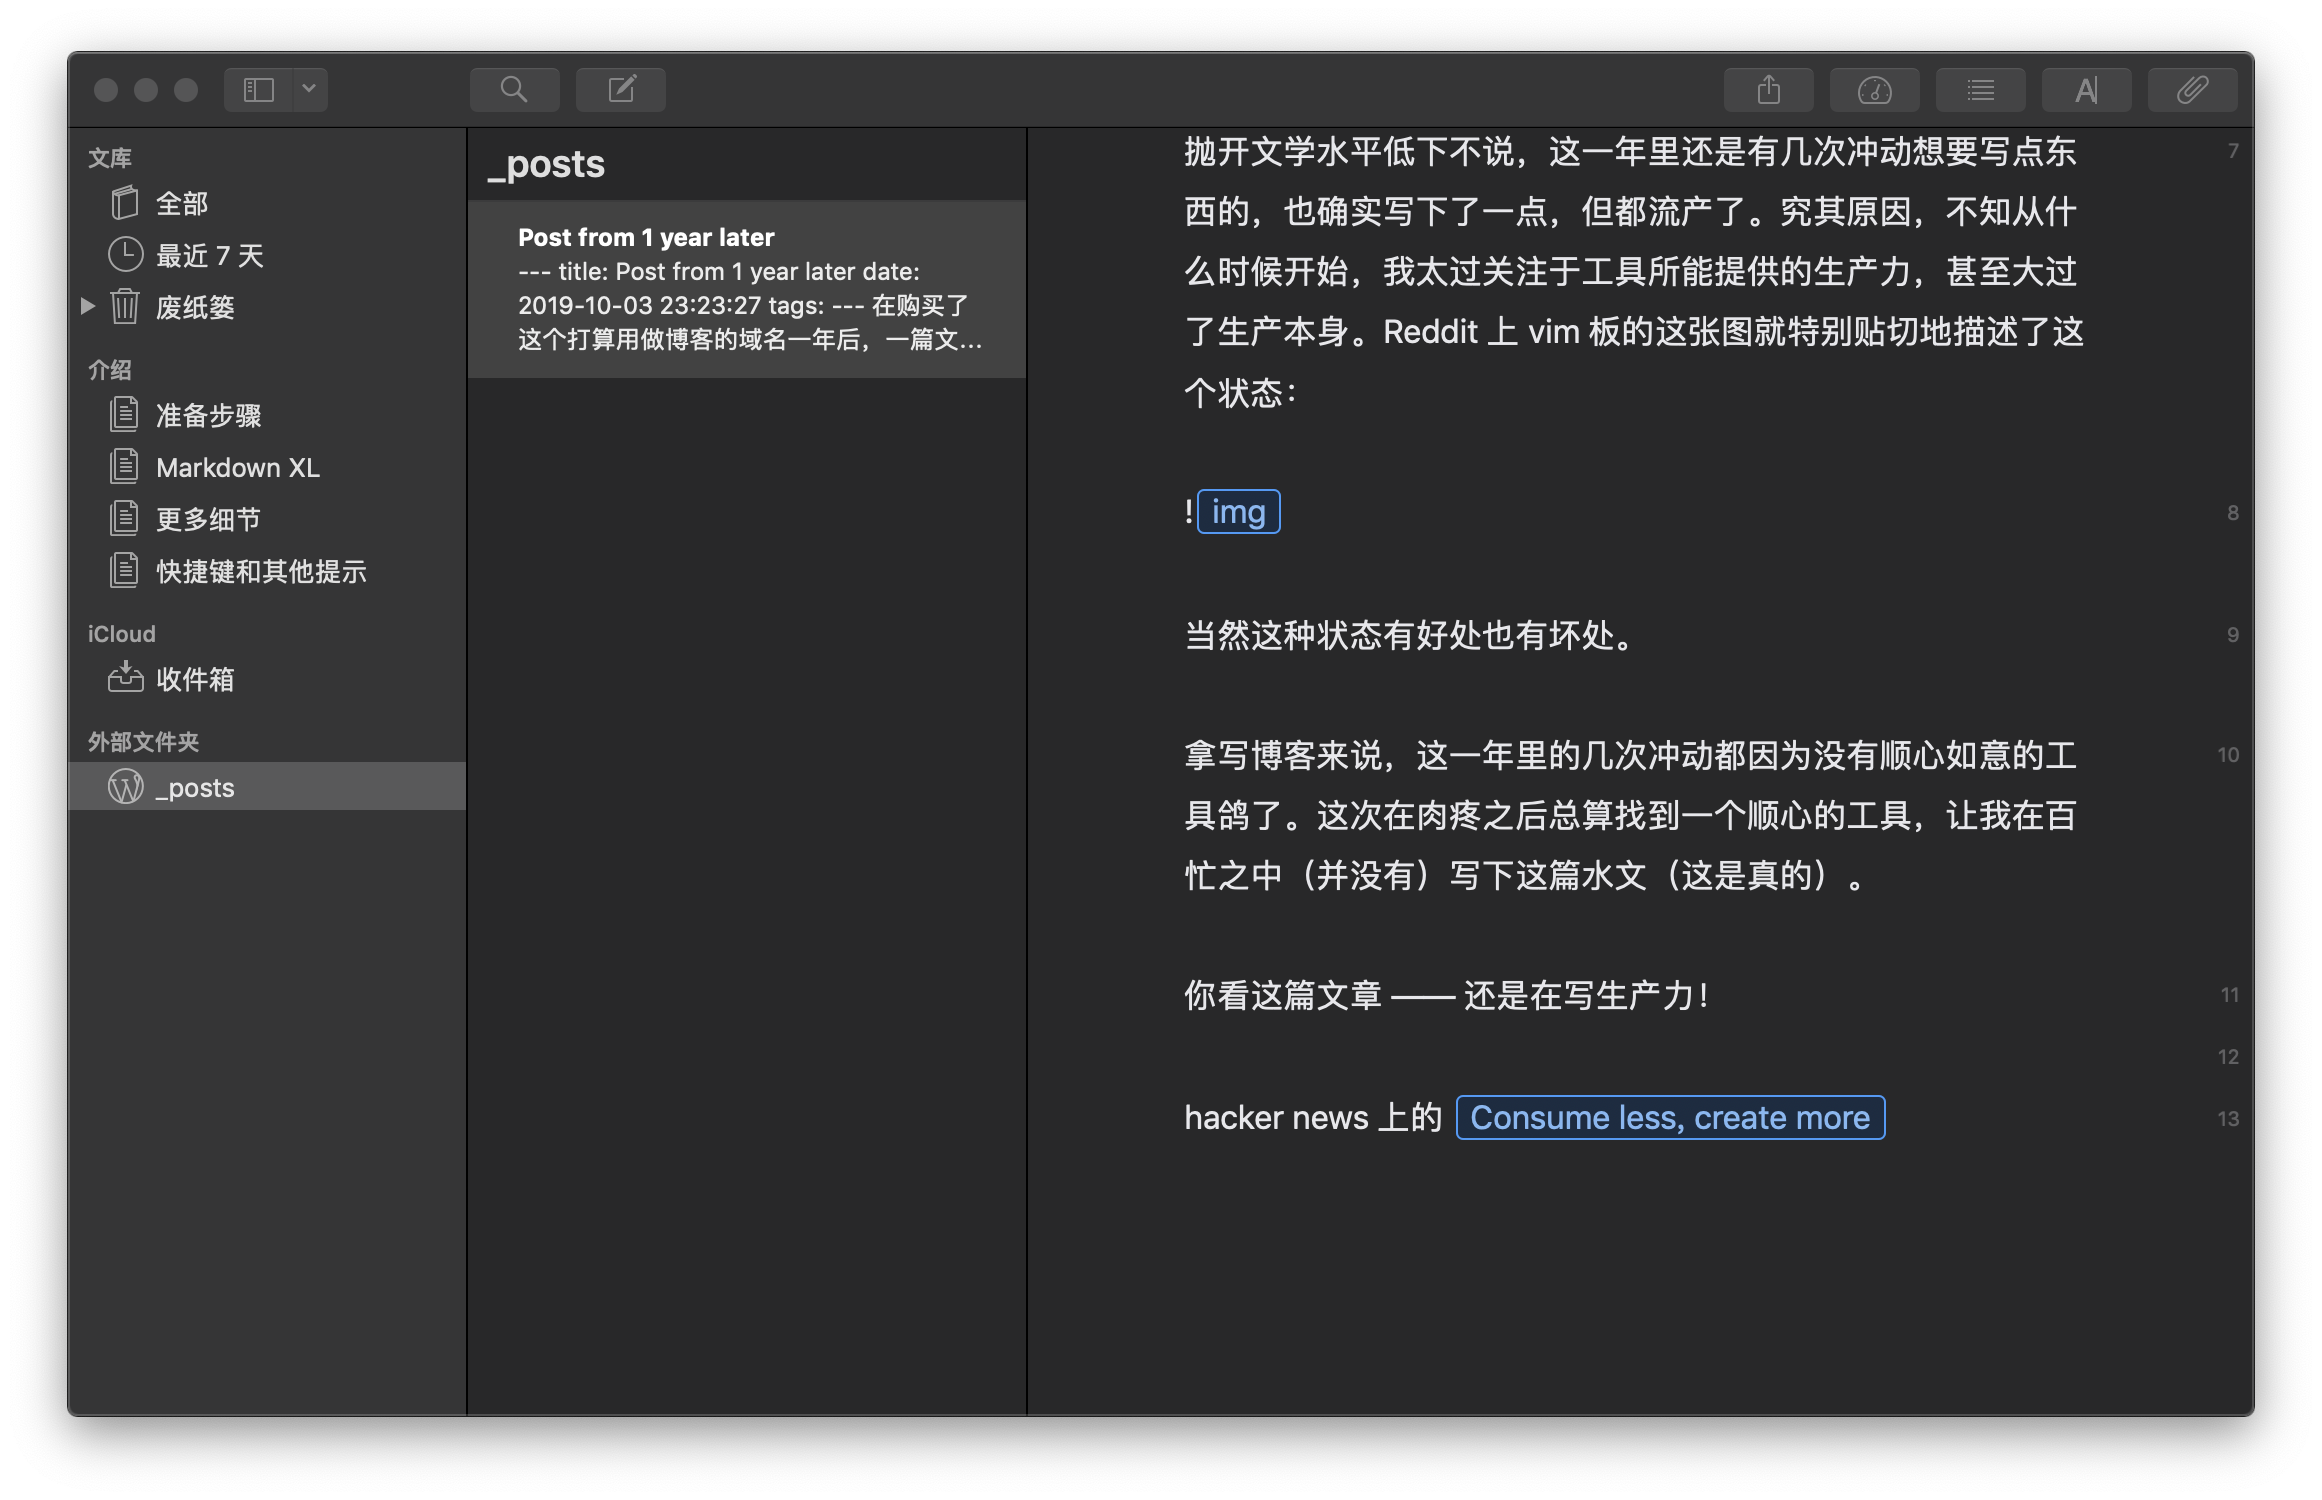 文库
全部
最近 7 天
废纸篓
介绍
准备步骤
Markdown XL
更多细节
快捷键和其他提示
iCloud
收件箱
外部文件夹
_posts
_posts
Post from 1 year later
--- title: Post from 1 year later date:
2019-10-03 23:23:27 tags: --- 在购买了
这个打算用做博客的域名一年后，一篇文...
抛开文学水平低下不说，这一年里还是有几次冲动想要写点东
7
西的，也确实写下了一点，但都流产了。究其原因，不知从什
么时候开始，我太过关注于工具所能提供的生产力，甚至大过
了生产本身。Reddit 上 vim 板的这张图就特别贴切地描述了这
个状态：
!img
8
当然这种状态有好处也有坏处。
9
拿写博客来说，这一年里的几次冲动都因为没有顺心如意的工
10
具鸽了。这次在肉疼之后总算找到一个顺心的工具，让我在百
忙之中（并没有）写下这篇水文（这是真的）。
你看这篇文章 —— 还是在写生产力！
11
12
hacker news 上的 Consume less, create more
13